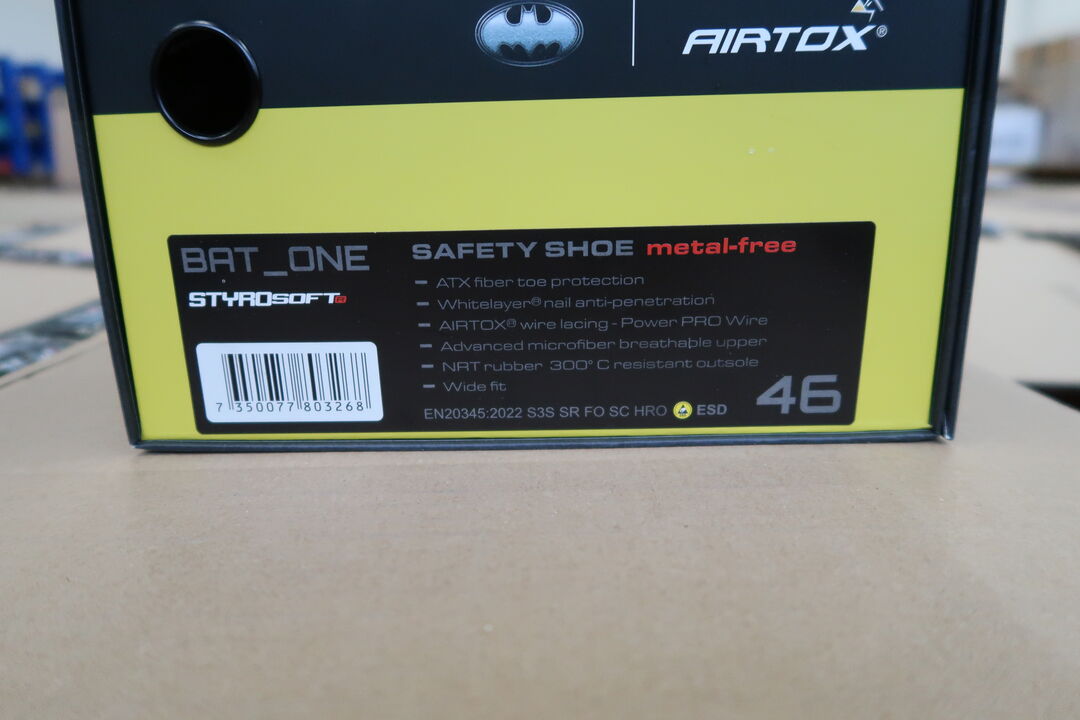 AIRTOX®
BAT_ONE
STYROSOFT
SAFETY SHOE metal-free
- ATX fiber toe protection
- Whitelayer® nail anti-penetration
- AIRTOX® wire lacing - Power PRO Wire
- Advanced microfiber breathable upper
- NRT rubber 300° C resistant outsole
- Wide fit
7 350077 803268
EN20345:2022 S3S SR FO SC HRO ESD
46